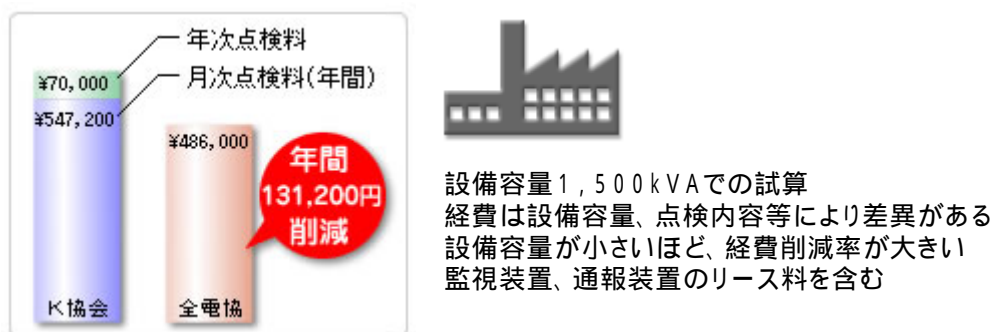 年次点検料
月次点検料(年間)
¥70,000
¥547,200
¥486,000
年間
131,200円
削減
K協会
全電協
設備容量1,500kVAでの試算
経費は設備容量、点検内容等により差異がある
設備容量が小さいほど、経費削減率が大きい
監視装置、通報装置のリース料を含む